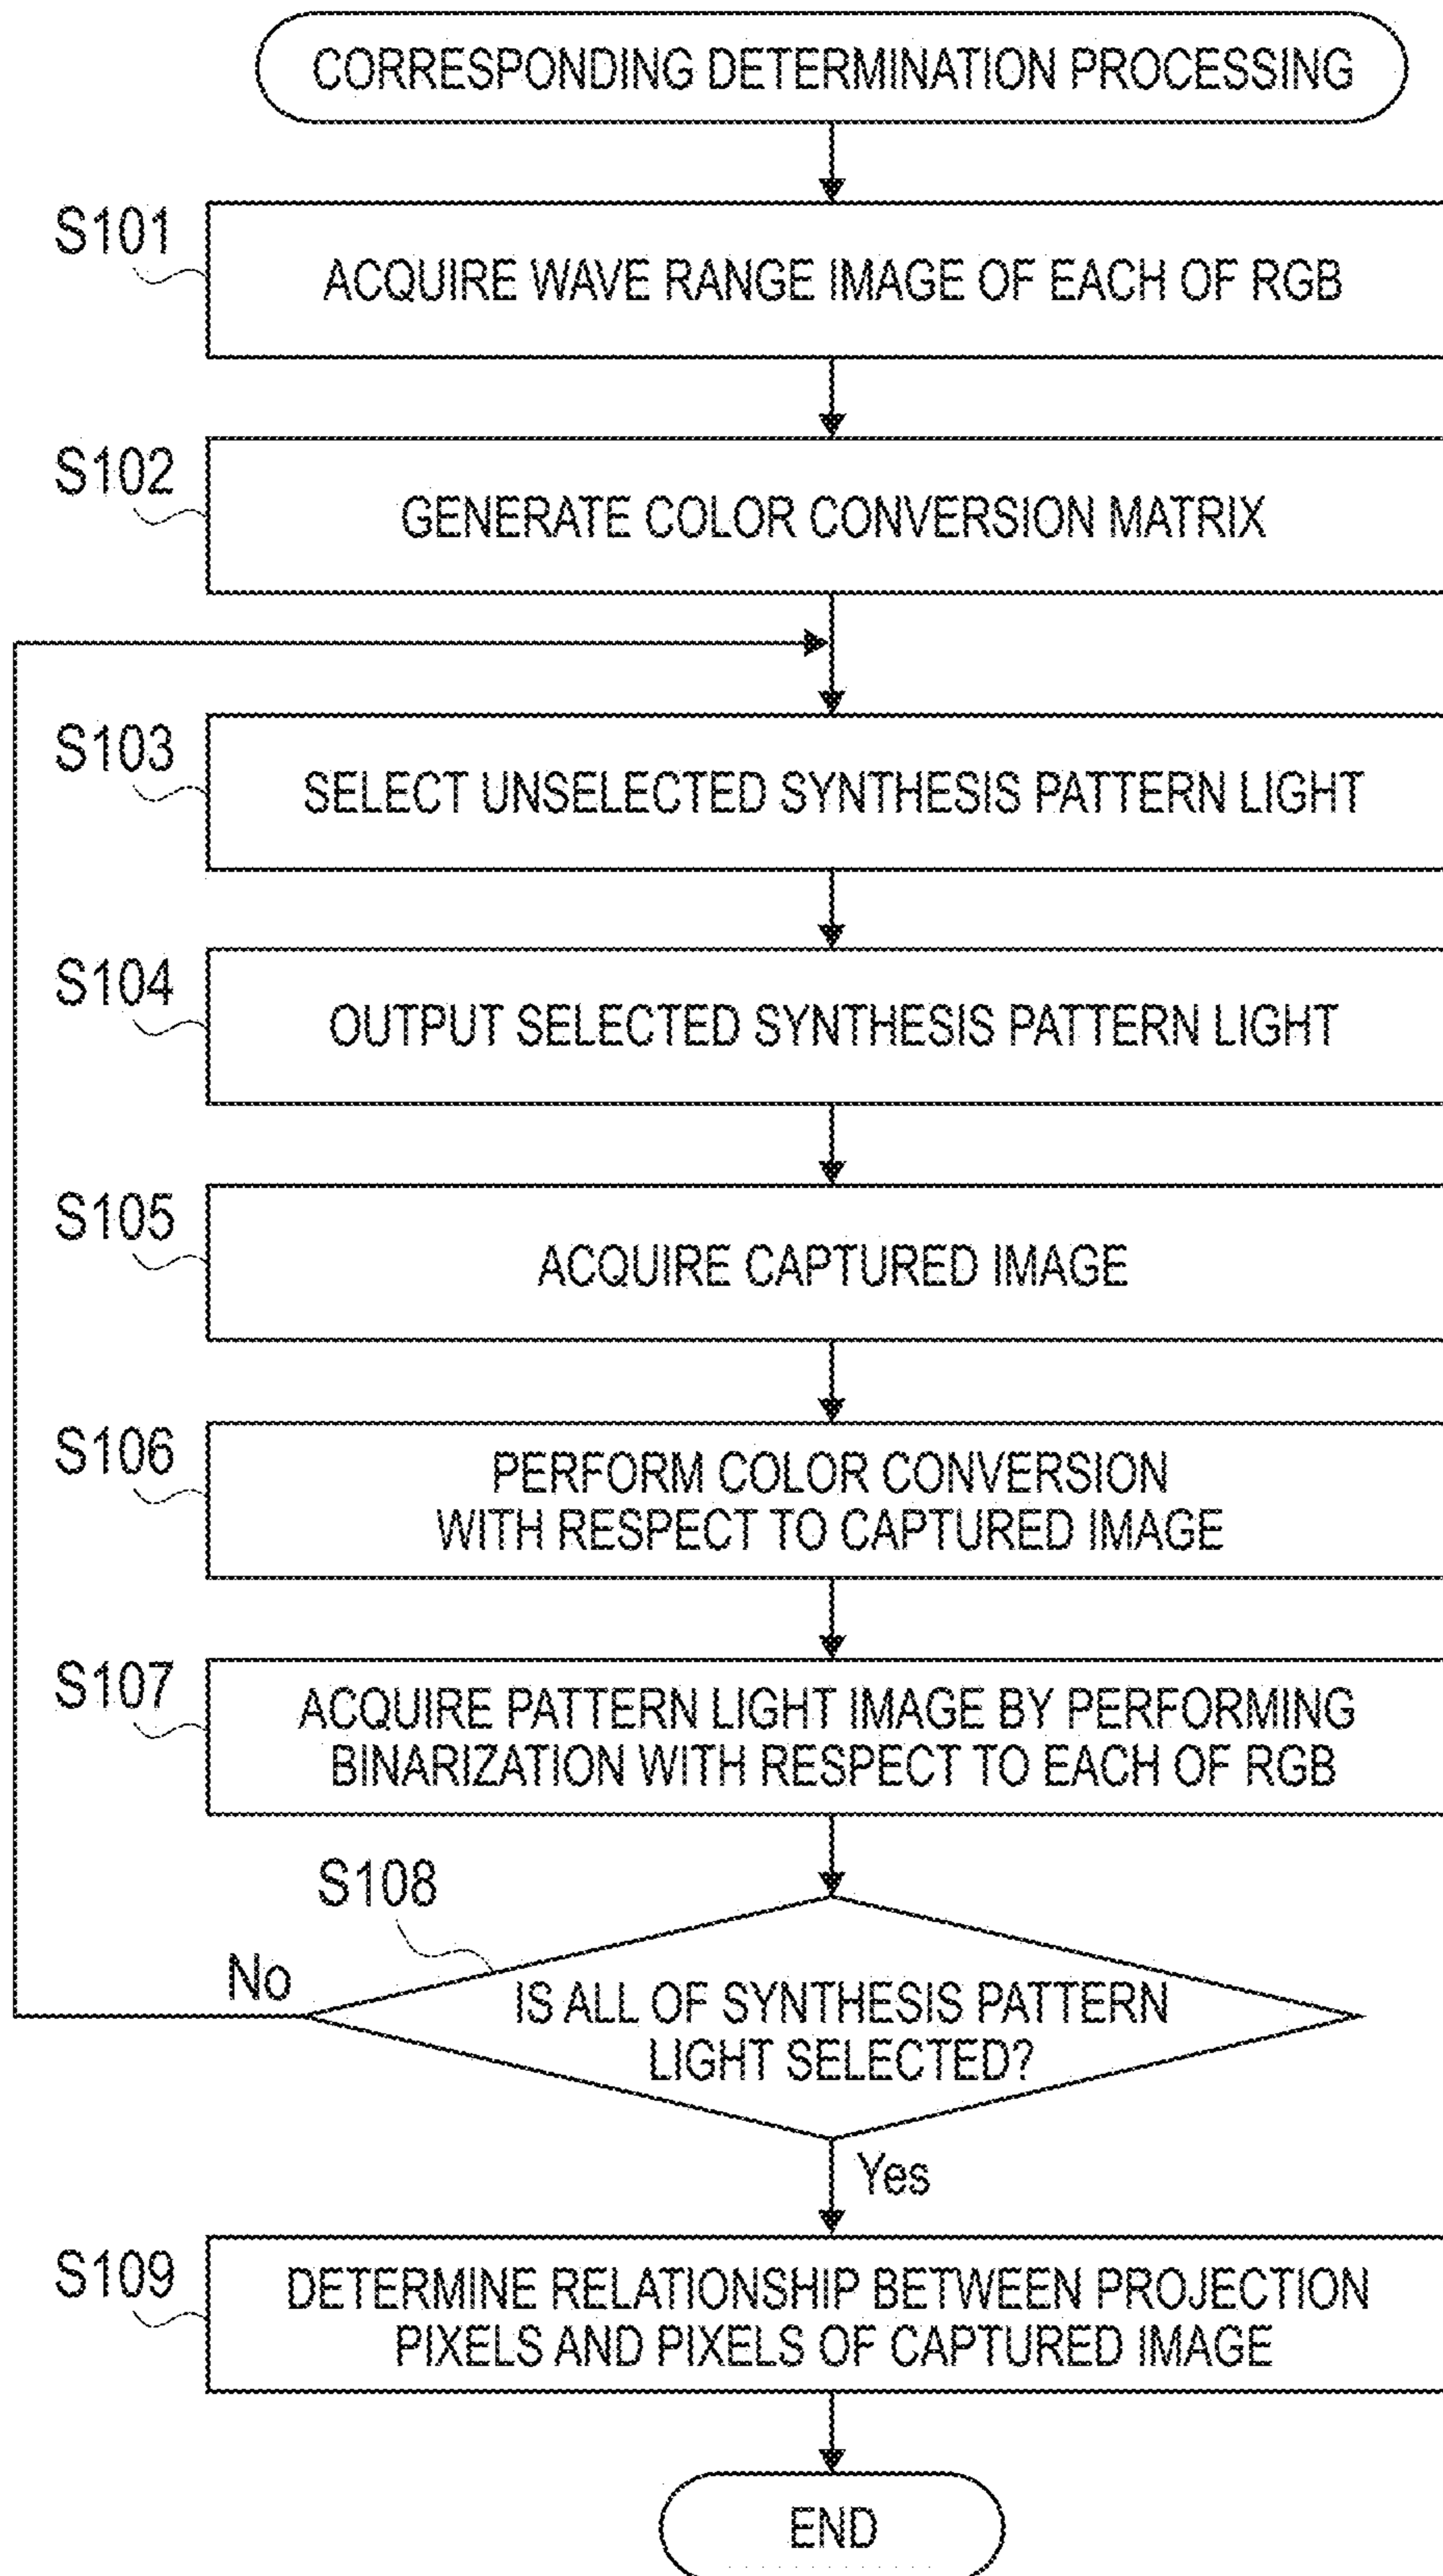 CORRESPONDING DETERMINATION PROCESSING
S101
ACQUIRE WAVE RANGE IMAGE OF EACH OF RGB
S102
GENERATE COLOR CONVERSION MATRIX
S103
SELECT UNSELECTED SYNTHESIS PATTERN LIGHT
S104
OUTPUT SELECTED SYNTHESIS PATTERN LIGHT
S105
ACQUIRE CAPTURED IMAGE
S106
PERFORM COLOR CONVERSION
WITH RESPECT TO CAPTURED IMAGE
S107
ACQUIRE PATTERN LIGHT IMAGE BY PERFORMING
BINARIZATION WITH RESPECT TO EACH OF RGB
S108
No
IS ALL OF SYNTHESIS PATTERN
LIGHT SELECTED?
Yes
S109
DETERMINE RELATIONSHIP BETWEEN PROJECTION
PIXELS AND PIXELS OF CAPTURED IMAGE
END